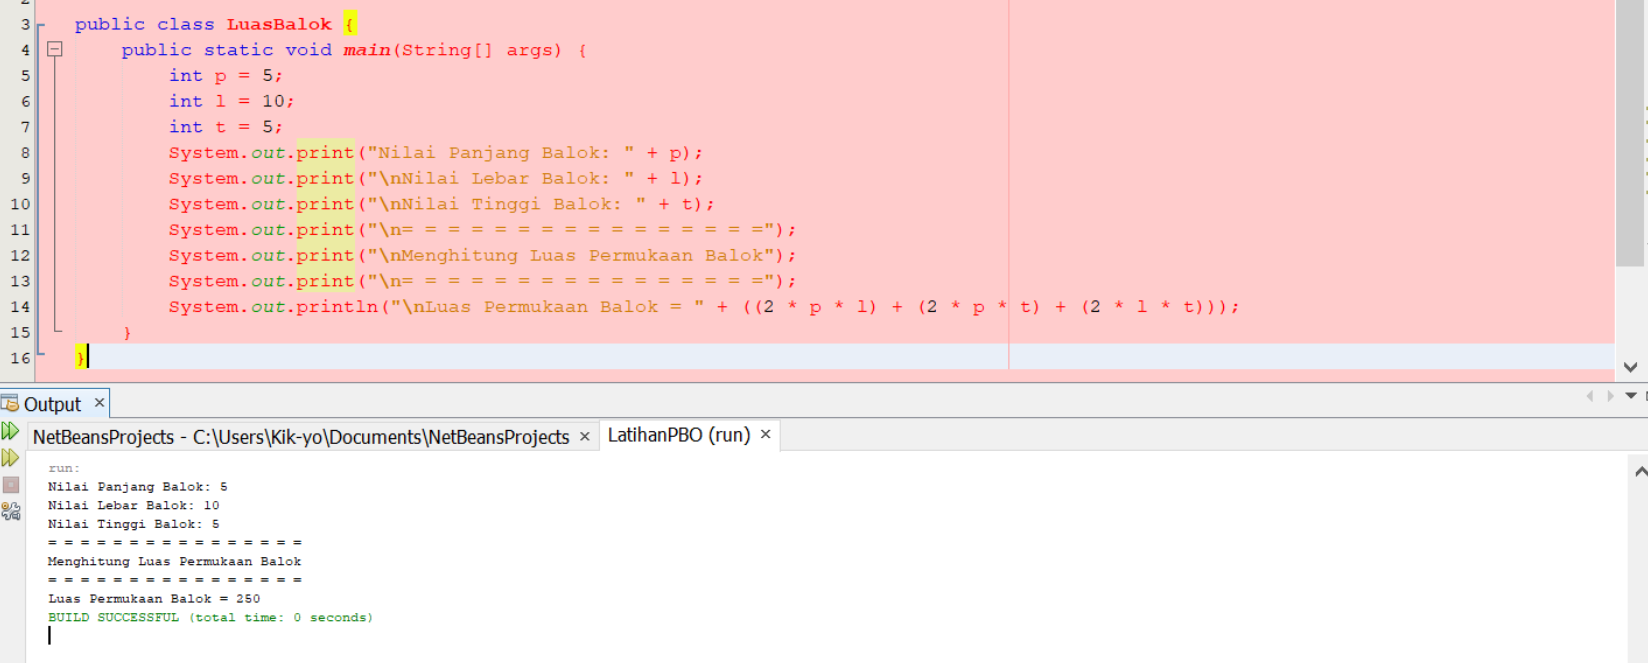 3 public class LuasBalok {
4 public static void main(String[] args) {
5 int p = 5;
6 int l = 10;
7 int t = 5;
8 System.out.print("Nilai Panjang Balok: " + p);
9 System.out.print("\nNilai Lebar Balok: " + l);
10 System.out.print("\nNilai Tinggi Balok: " + t);
11 System.out.print("\n= = = = = = = = = = = = = = = =");
12 System.out.print("\nMenghitung Luas Permukaan Balok");
13 System.out.print("\n= = = = = = = = = = = = = = = =");
14 System.out.println("\nLuas Permukaan Balok = " + ((2 * p * l) + (2 * p * t) + (2 * l * t)));
15 }
16 }
Output ×
NetBeansProjects - C:\Users\Kik-yo\Documents\NetBeansProjects × LatihanPBO (run) ×
run:
Nilai Panjang Balok: 5
Nilai Lebar Balok: 10
Nilai Tinggi Balok: 5
= = = = = = = = = = = = = = = =
Menghitung Luas Permukaan Balok
= = = = = = = = = = = = = = = =
Luas Permukaan Balok = 250
BUILD SUCCESSFUL (total time: 0 seconds)